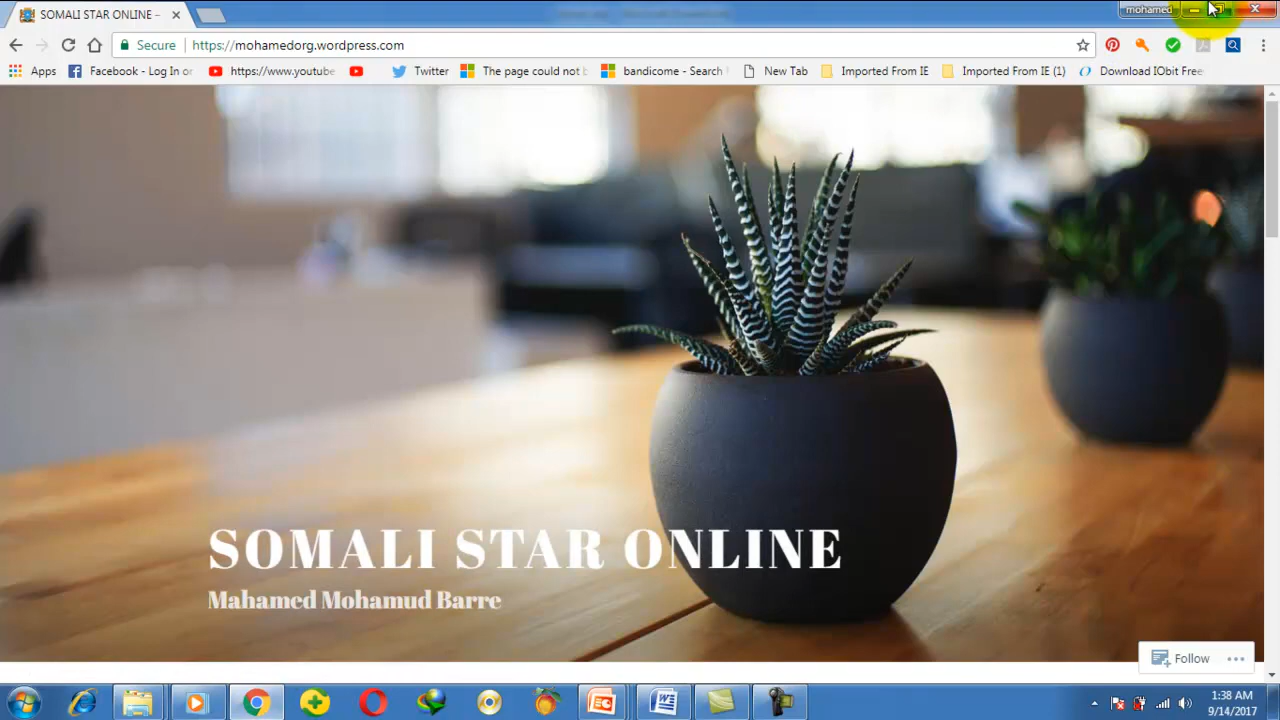 SOMALI STAR ONLINE –
mohamed
Secure
https://mohamedorg.wordpress.com
Apps
Facebook - Log In or
https://www.youtube
Twitter
The page could not b
bandicome - Search
New Tab
Imported From IE
Imported From IE (1)
Download IObit Free
SOMALI STAR ONLINE
Mahamed Mohamud Barre
Follow
1:38 AM
9/14/2017